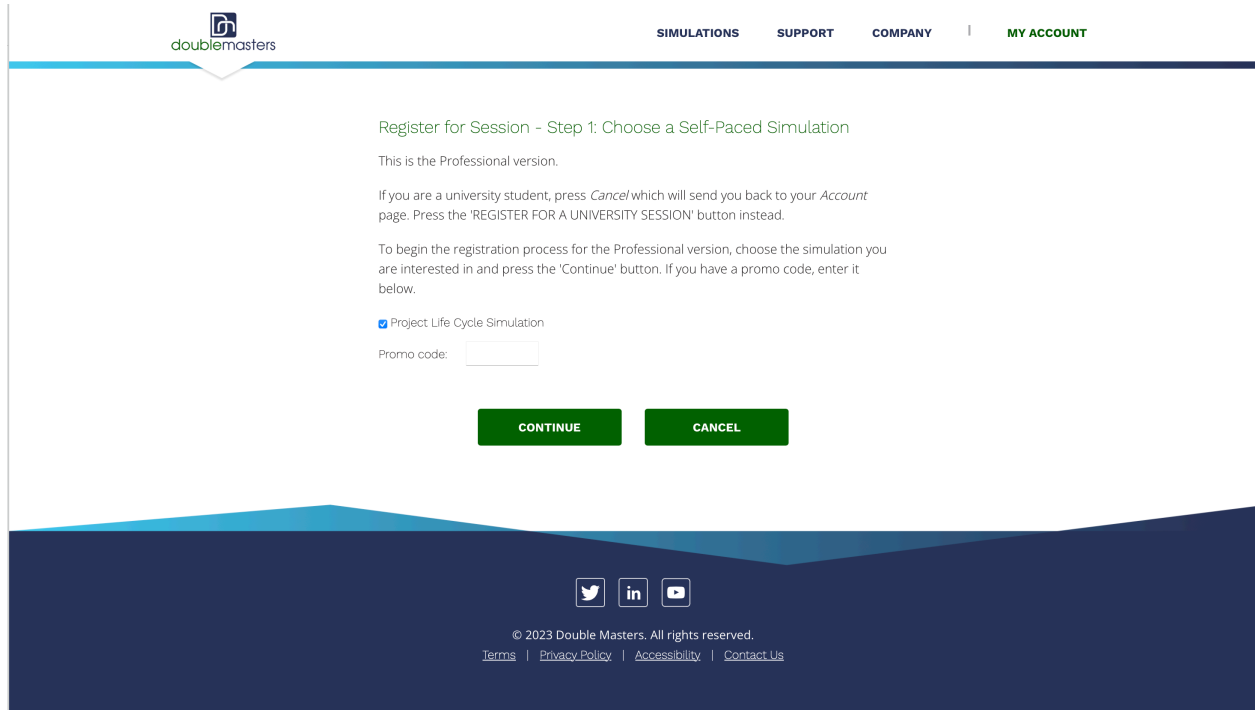 doublemasters
SIMULATIONS SUPPORT COMPANY | MY ACCOUNT
Register for Session - Step 1: Choose a Self-Paced Simulation
This is the Professional version.
If you are a university student, press Cancel which will send you back to your Account
page. Press the 'REGISTER FOR A UNIVERSITY SESSION' button instead.
To begin the registration process for the Professional version, choose the simulation you
are interested in and press the 'Continue' button. If you have a promo code, enter it
below.
Project Life Cycle Simulation
Promo code:
CONTINUE CANCEL
in
© 2023 Double Masters. All rights reserved.
Terms | Privacy Policy | Accessibility | Contact Us